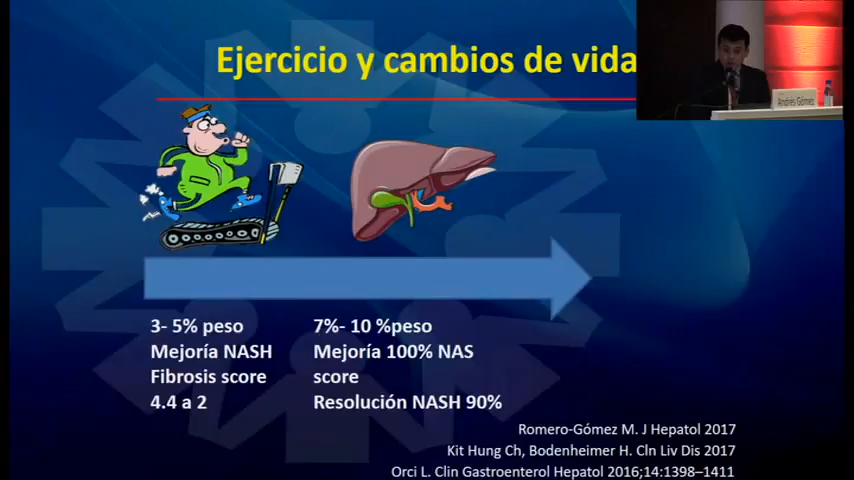 Ejercicio y cambios de vida
Andrés Gómez
3- 5% peso
Mejoría NASH
Fibrosis score
4.4 a 2
7%- 10 %peso
Mejoría 100% NAS
score
Resolución NASH 90%
Romero-Gómez M. J Hepatol 2017
Kit Hung Ch, Bodenheimer H. Cln Liv Dis 2017
Orci L. Clin Gastroenterol Hepatol 2016;14:1398–1411